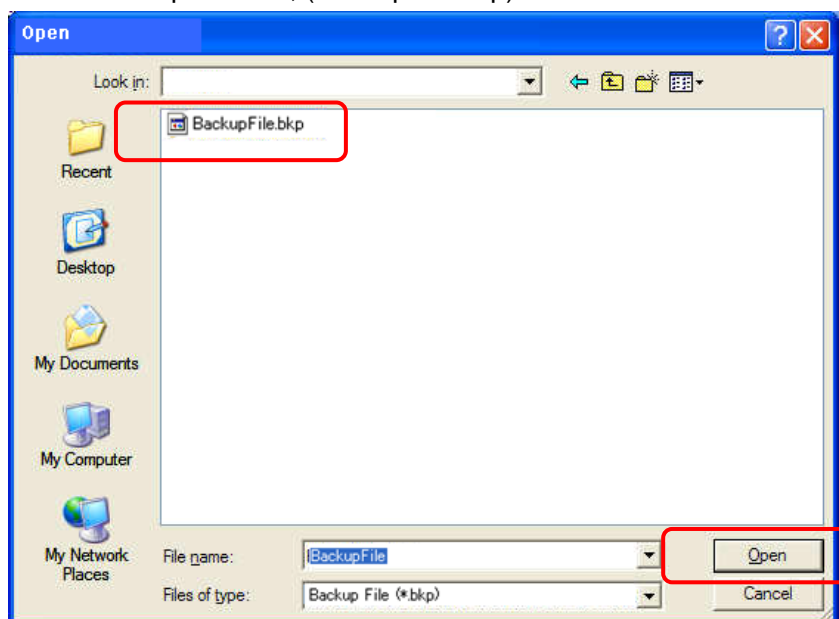 Open
Look in:
BackupFile.bkp
Recent
Desktop
My Documents
My Computer
My Network
Places
File name:
BackupFile
Open
Files of type:
Backup File (*.bkp)
Cancel